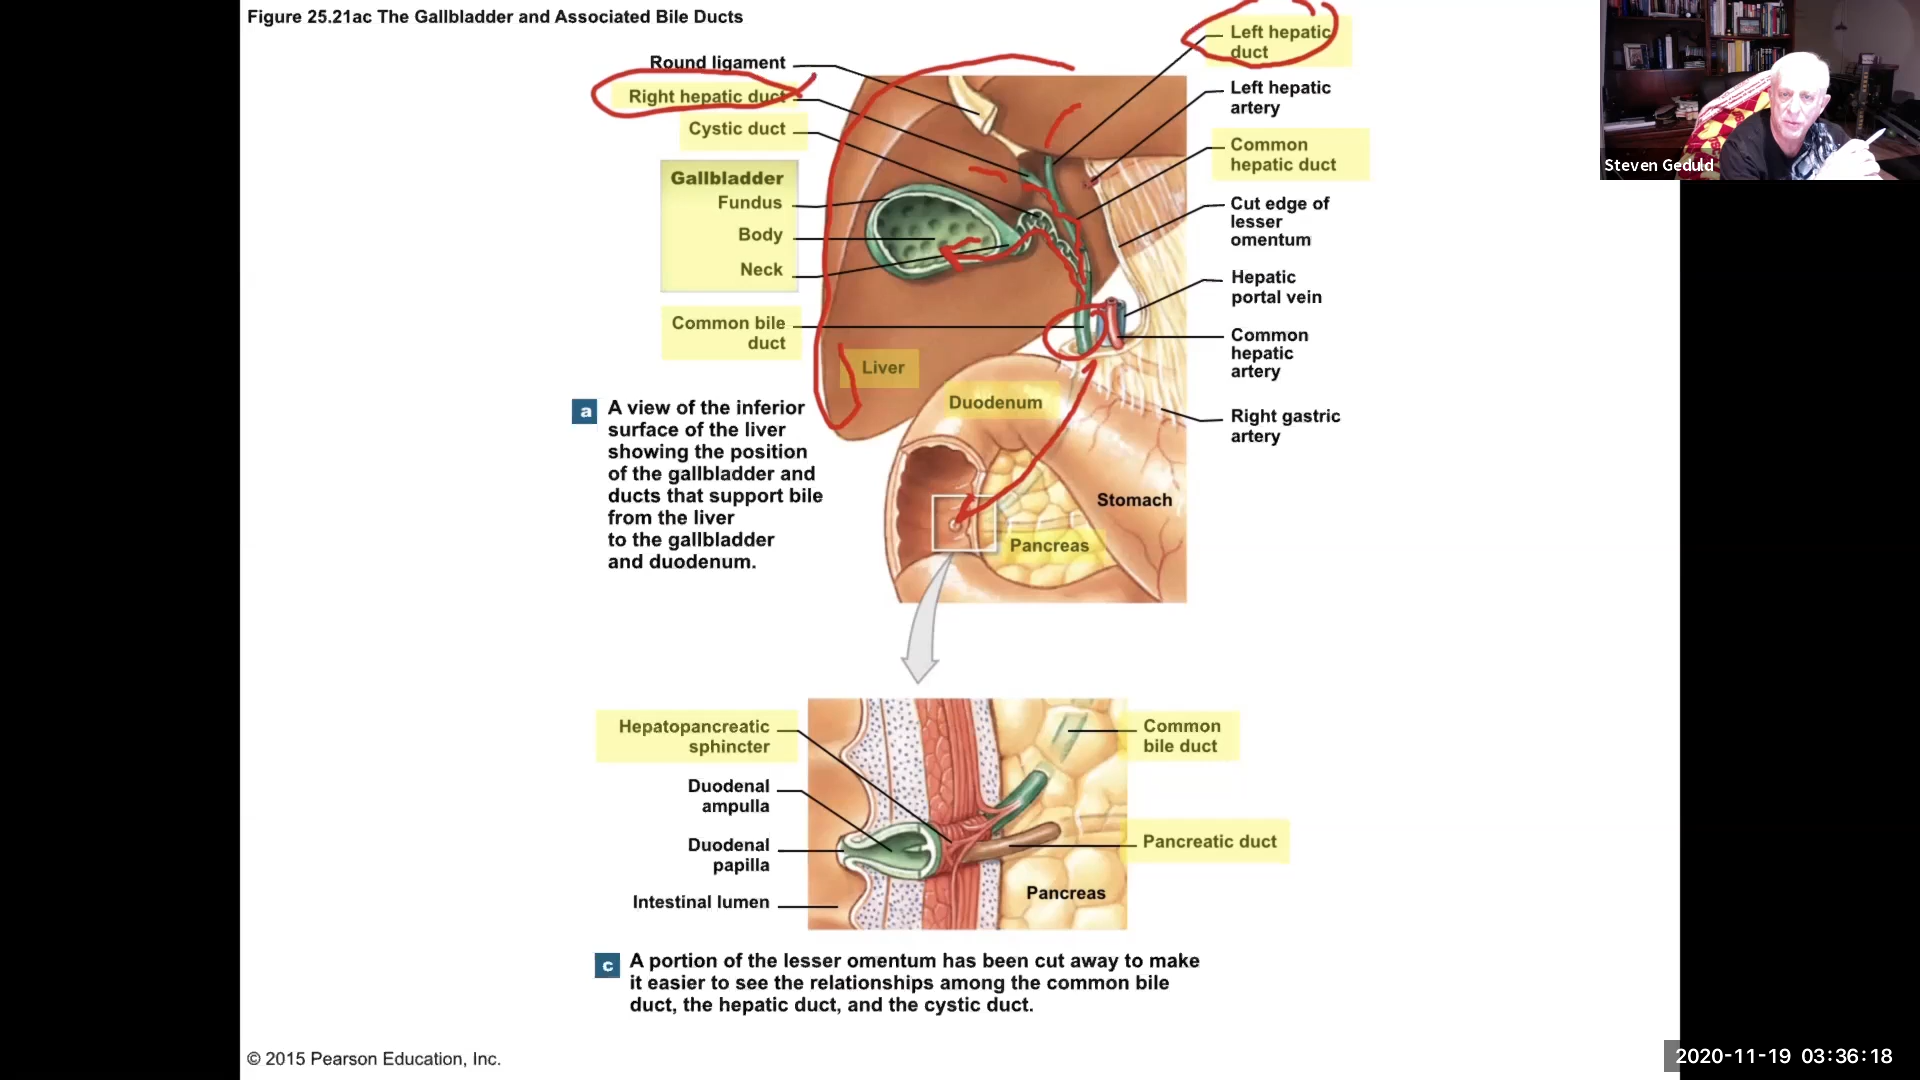 Figure 25.21ac The Gallbladder and Associated Bile Ducts
Round ligament
Right hepatic duct
Cystic duct
Gallbladder
Fundus
Body
Neck
Common bile
duct
Left hepatic
duct
Left hepatic
artery
Common
hepatic duct
Cut edge of
lesser
omentum
Hepatic
portal vein
Common
hepatic
artery
Right gastric
artery
Liver
Duodenum
Stomach
Pancreas
a
A view of the inferior
surface of the liver
showing the position
of the gallbladder and
ducts that support bile
from the liver
to the gallbladder
and duodenum.
Hepatopancreatic
sphincter
Duodenal
ampulla
Duodenal
papilla
Intestinal lumen
Common
bile duct
Pancreatic duct
Pancreas
c
A portion of the lesser omentum has been cut away to make
it easier to see the relationships among the common bile
duct, the hepatic duct, and the cystic duct.
© 2015 Pearson Education, Inc.
Steven Geduld
2020-11-19 03:36:18